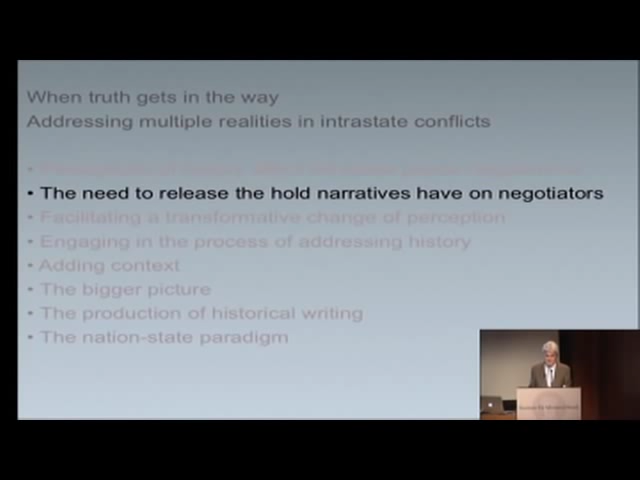 When truth gets in the way
Addressing multiple realities in intrastate conflicts
• The need to release the hold narratives have on negotiators
• Facilitating a transformative change of perception
• Engaging in the process of addressing history
• Adding context
• The bigger picture
• The production of historical writing
• The nation-state paradigm